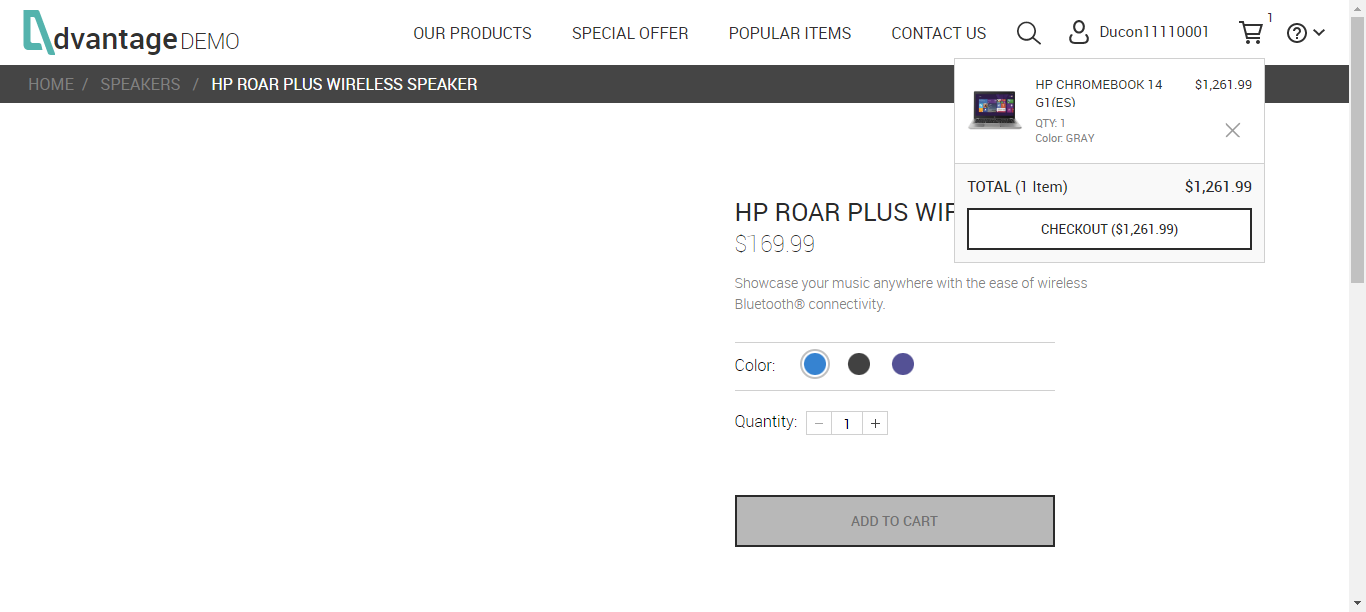 dvantage DEMO
OUR PRODUCTS SPECIAL OFFER POPULAR ITEMS CONTACT US Ducon11110001 1
HOME / SPEAKERS / HP ROAR PLUS WIRELESS SPEAKER
HP CHROMEBOOK 14 $1,261.99
G1(ES)
QTY: 1
Color: GRAY
TOTAL (1 Item) $1,261.99
CHECKOUT ($1,261.99)
HP ROAR PLUS
$169.99
Showcase your music anywhere with the ease of wireless
Bluetooth® connectivity.
Color:
Quantity: − 1 +
ADD TO CART